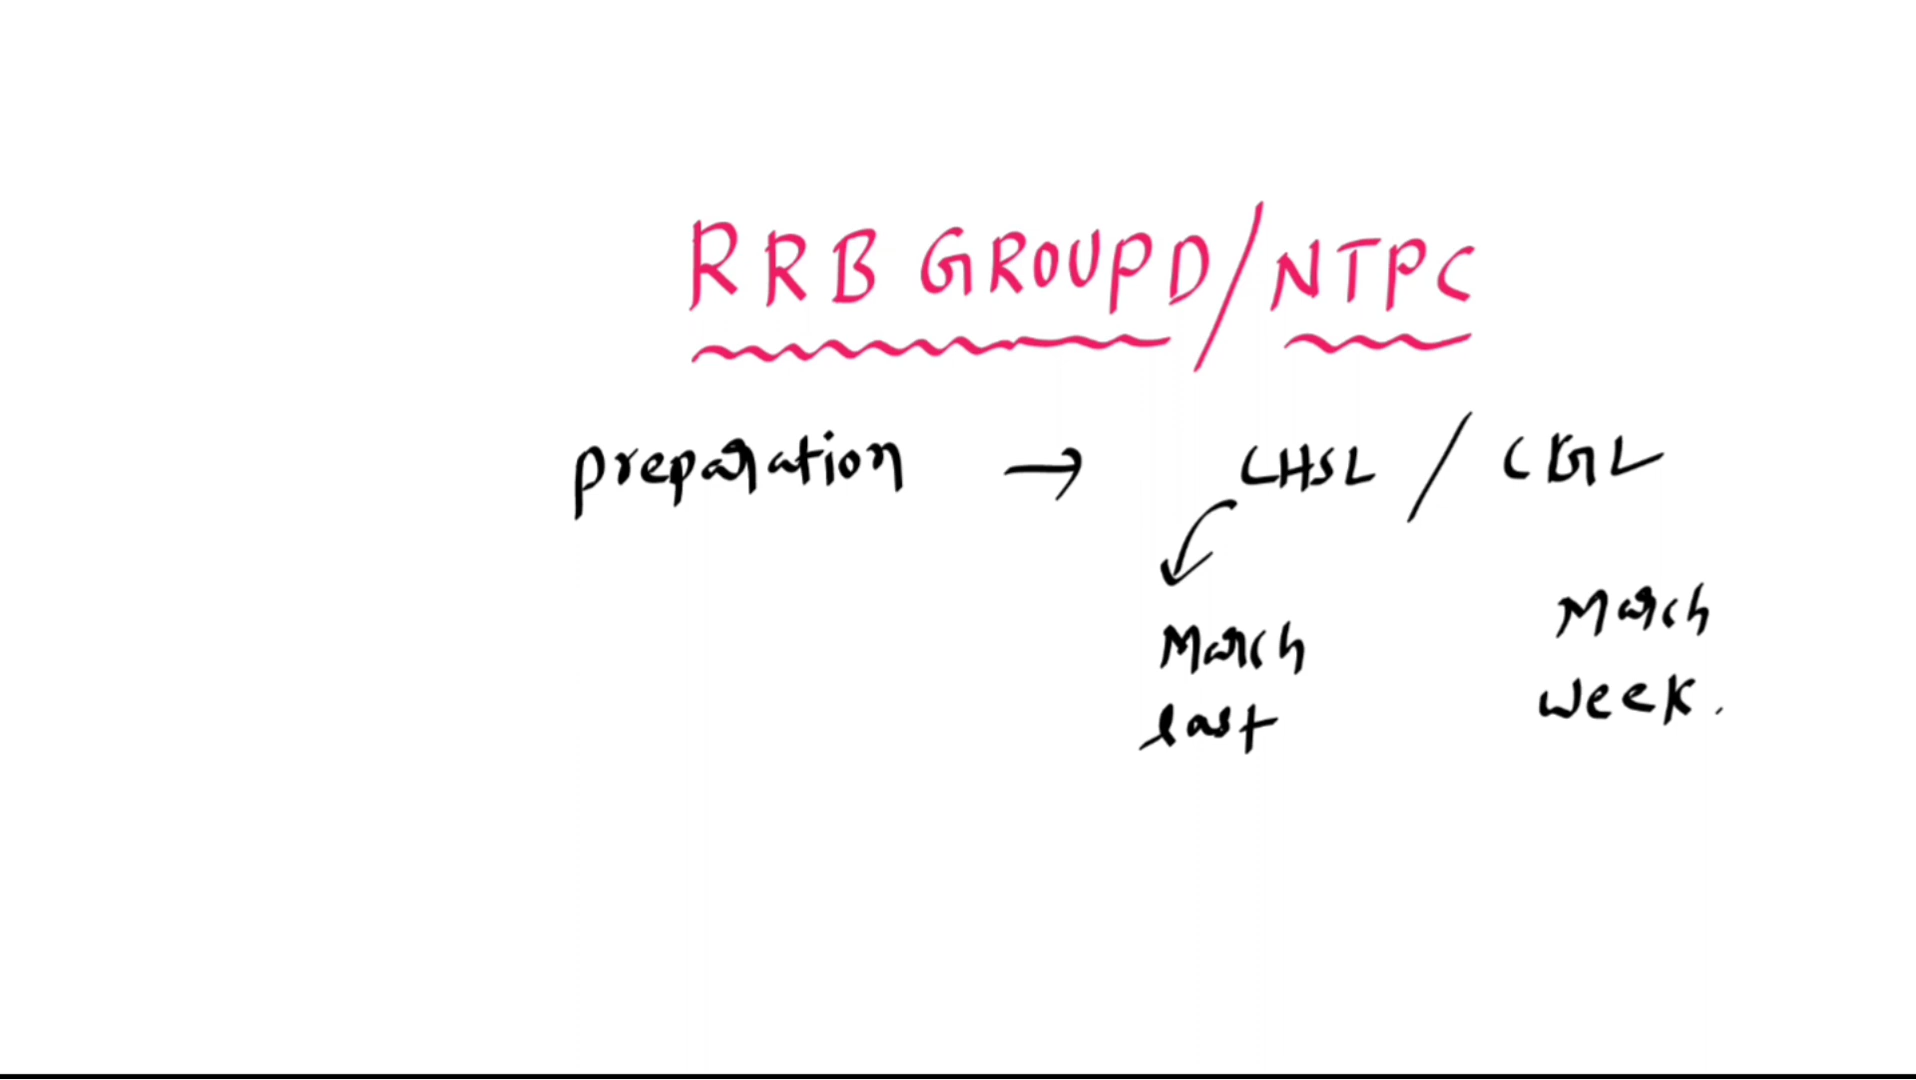 RRB GROUPD/NTPC
preparation → CHSL / CGL
March
last
March
week.